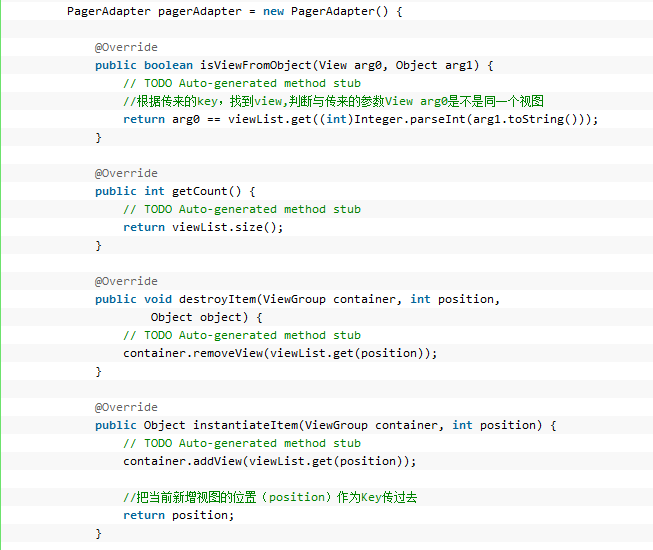 PagerAdapter pagerAdapter = new PagerAdapter() {
@Override
public boolean isViewFromObject(View arg0, Object arg1) {
// TODO Auto-generated method stub
//根据传来的key，找到view,判断与传来的参数View arg0是不是同一个视图
return arg0 == viewList.get((int)Integer.parseInt(arg1.toString()));
}
@Override
public int getCount() {
// TODO Auto-generated method stub
return viewList.size();
}
@Override
public void destroyItem(ViewGroup container, int position,
Object object) {
// TODO Auto-generated method stub
container.removeView(viewList.get(position));
}
@Override
public Object instantiateItem(ViewGroup container, int position) {
// TODO Auto-generated method stub
container.addView(viewList.get(position));
//把当前新增视图的位置（position）作为Key传过去
return position;
}